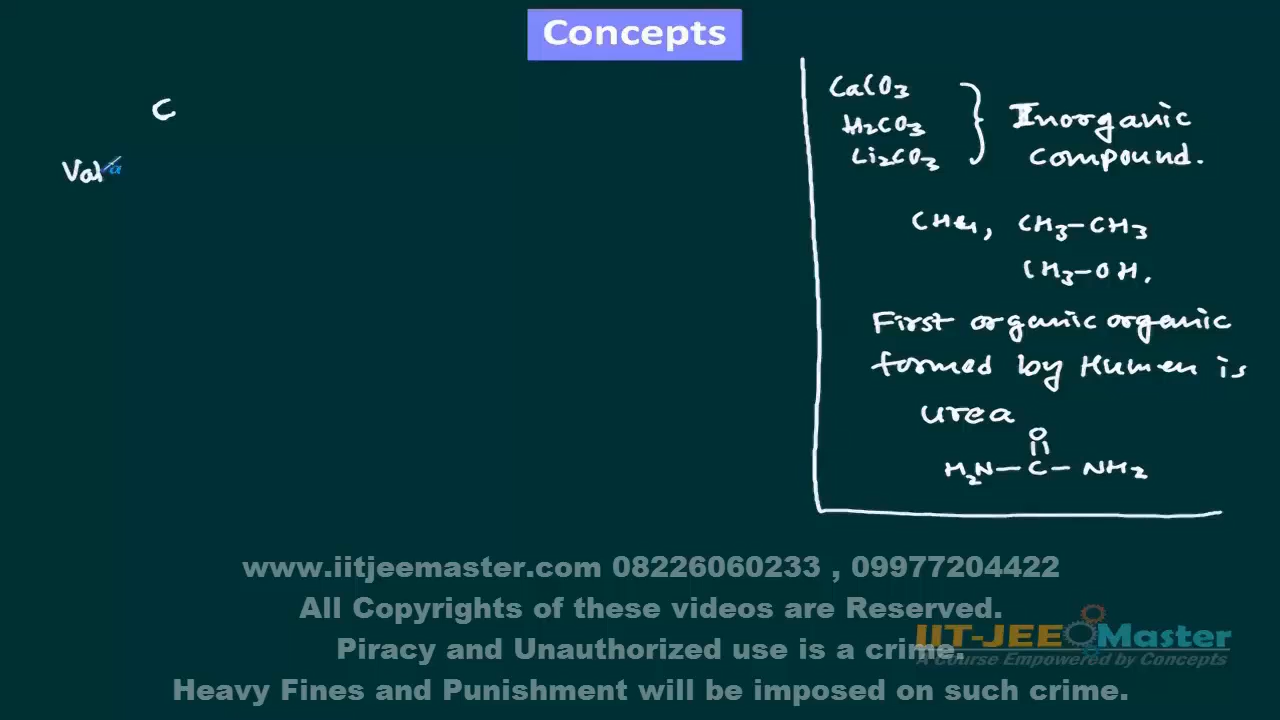 Concepts
C
Val
CaCO3
H2CO3
Li2CO3
Inorganic
compound.
CH4, CH3-CH3
CH3-OH,
First organic organic
formed by Human is
urea
O
H2N-C-NH2
www.iitjeemaster.com 08226060233 , 09977204422
All Copyrights of these videos are Reserved.
Piracy and Unauthorized use is a crime.
Heavy Fines and Punishment will be imposed on such crime.
IIT-JEE Master
A Course Empowered by Concepts